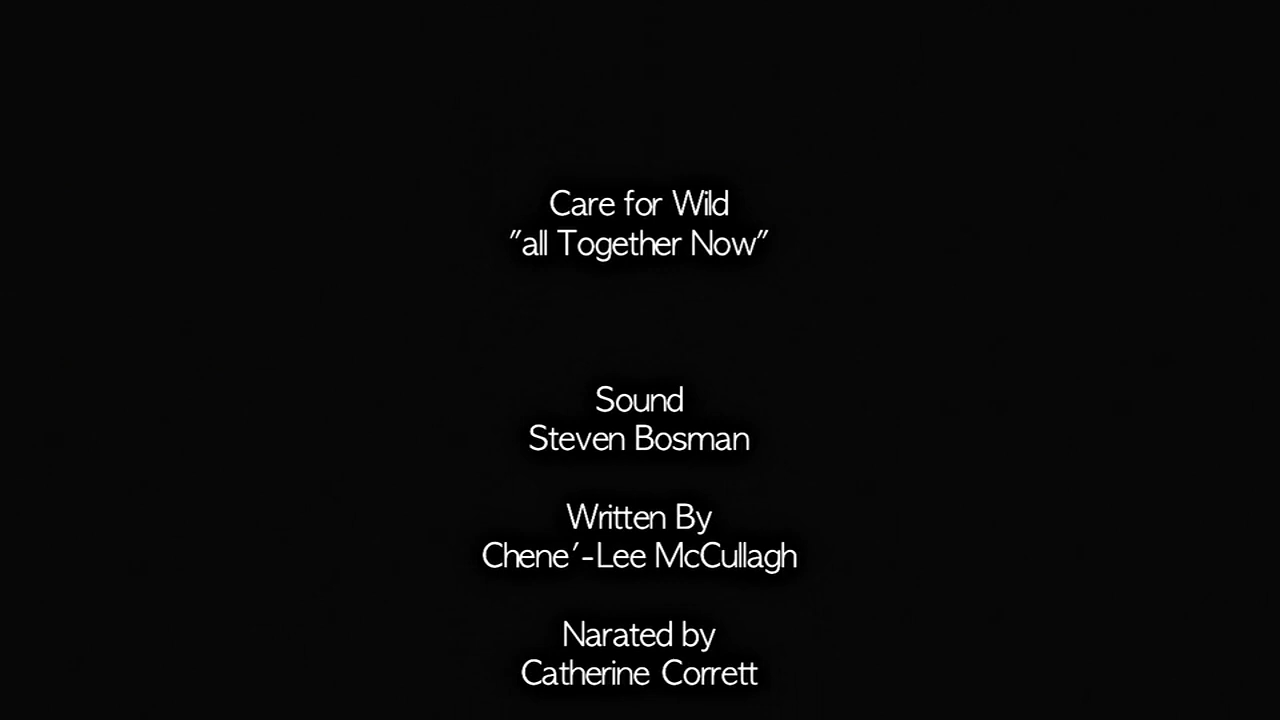 Care for Wild
"all Together Now"
Sound
Steven Bosman
Written By
Chene'-Lee McCullagh
Narated by
Catherine Corrett